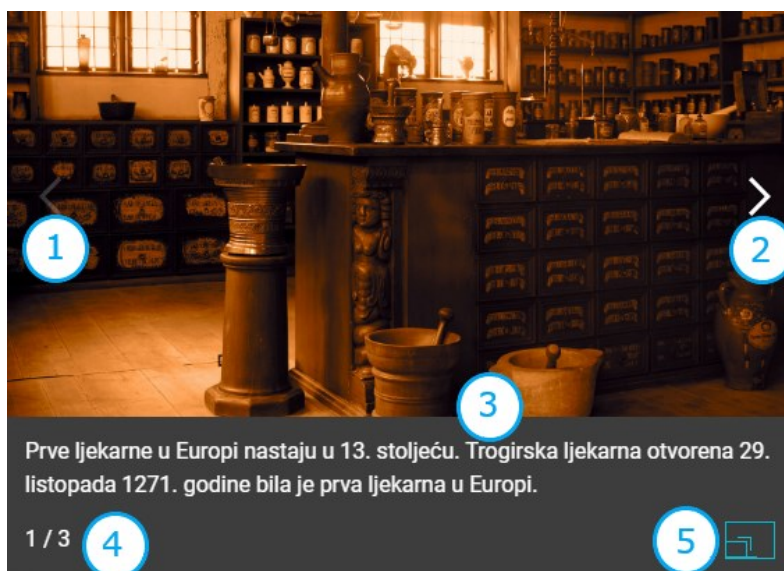 1
2
3
Prve ljekarne u Europi nastaju u 13. stoljeću. Trogirska ljekarna otvorena 29.
listopada 1271. godine bila je prva ljekarna u Europi.
1 / 3
4
5